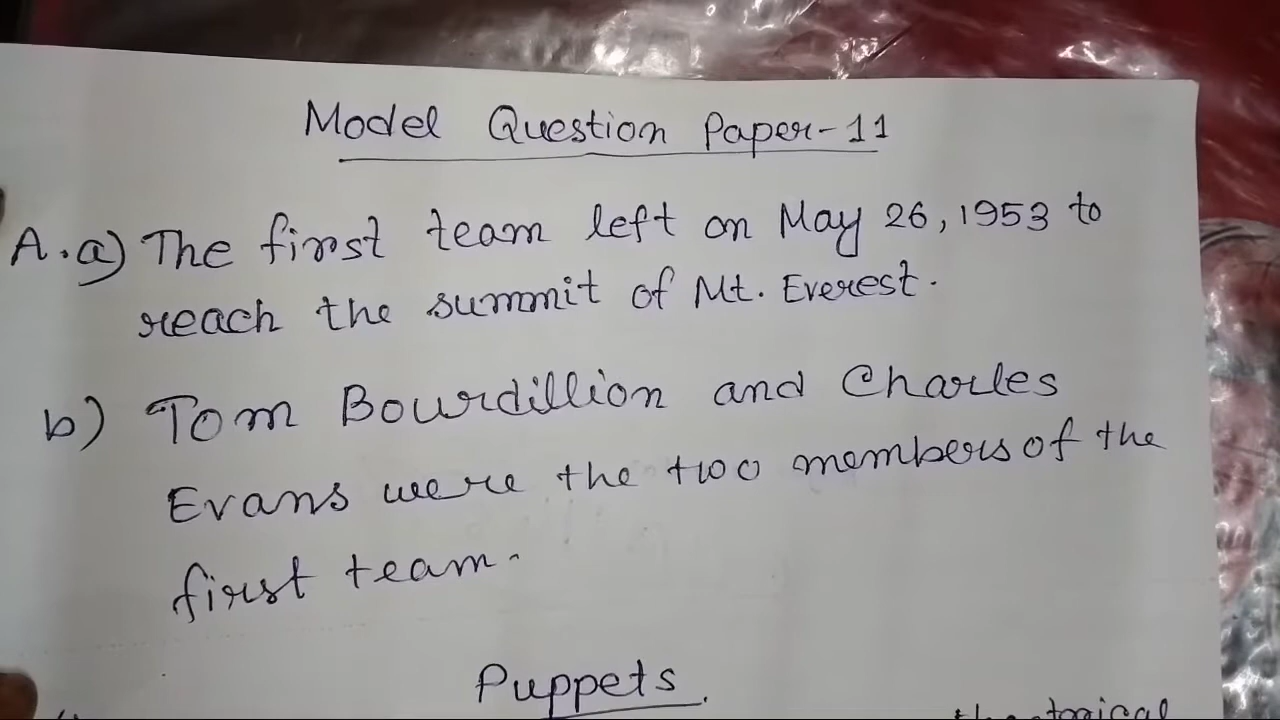 Model Question Paper-11
A.a) The first team left on May 26, 1953 to
reach the summit of Mt. Everest.
b) Tom Bourdillion and Charles
Evans were the two members of the
first team.
Puppets